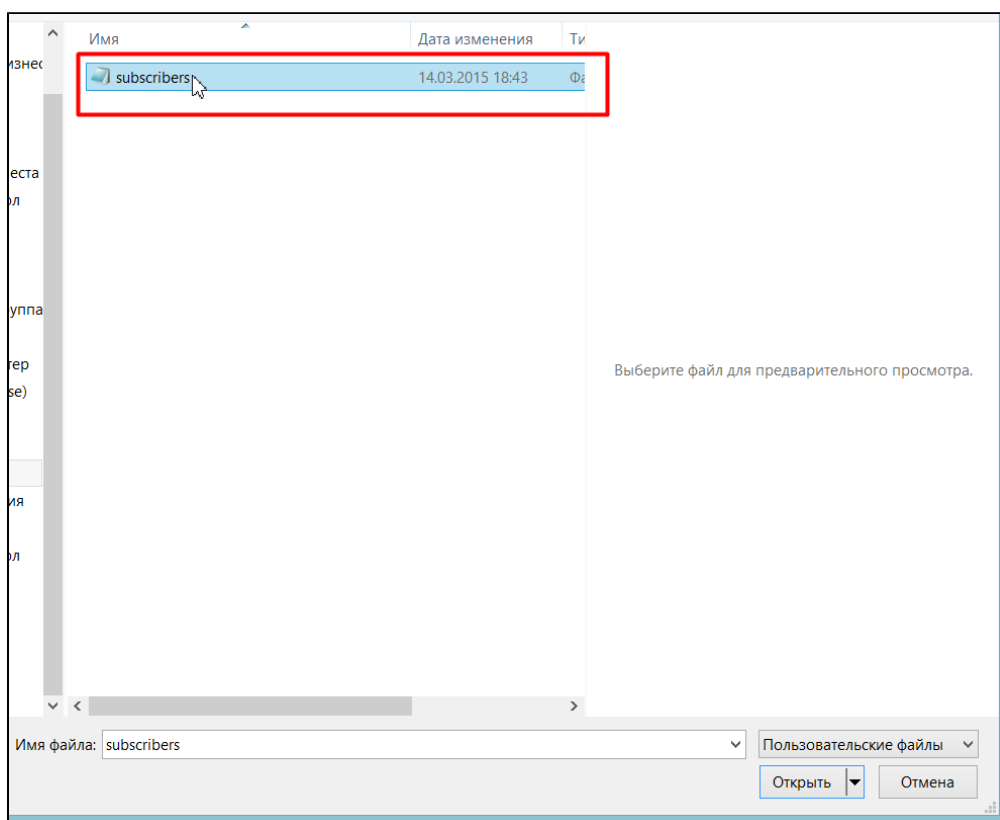 Имя Дата изменения
subscribers 14.03.2015 18:43
Выберите файл для предварительного просмотра.
Имя файла: subscribers Пользовательские файлы
Открыть Отмена